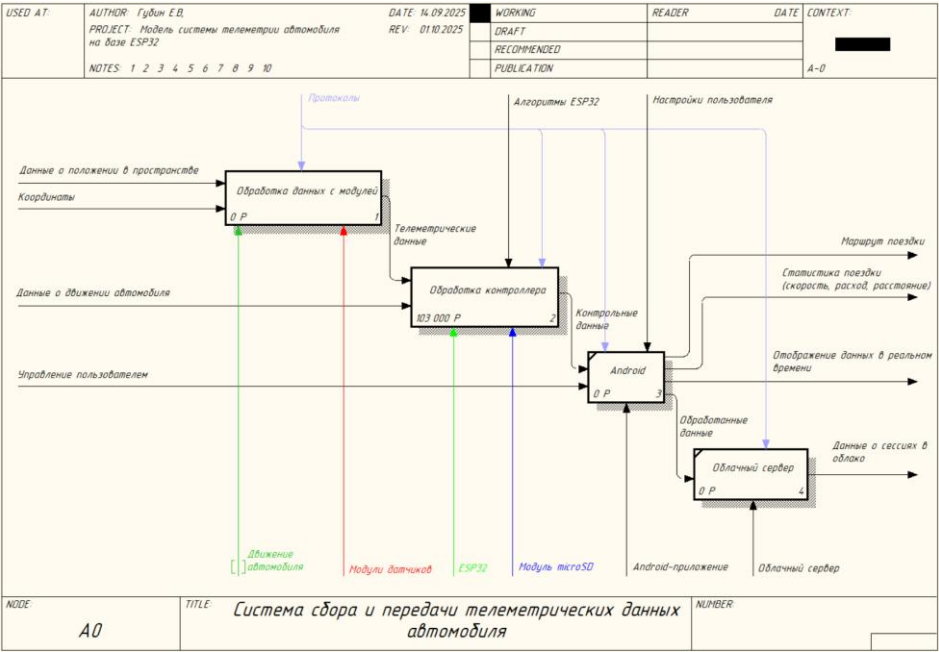 USED AT:
AUTHOR: Губин Е.В,
DATE: 14.09.2025
PROJECT: Модель системы телеметрии автомобиля
на базе ESP32
REV: 01.10.2025
NOTES: 1 2 3 4 5 6 7 8 9 10
WORKING
DRAFT
RECOMMENDED
PUBLICATION
READER
DATE
CONTEXT:
A-0
Протоколы
Алгоритмы ESP32
Настройки пользователя
Данные о положении в пространстве
Координаты
Обработка данных с модулей
0 Р
1
Телеметрические
данные
Данные о движении автомобиля
Обработка контроллера
103 000 Р
2
Контрольные
данные
Управление пользователем
Android
0 Р
3
Маршрут поездки
Статистика поездки
(скорость, расход, расстояние)
Отображение данных в реальном
времени
Обработанные
данные
Облачный сервер
0 Р
4
Данные о сессиях в
облако
Движение
автомобиля
Модули датчиков
ESP32
Модуль microSD
Android-приложение
Облачный сервер
NODE:
A0
TITLE:
Система сбора и передачи телеметрических данных
автомобиля
NUMBER: